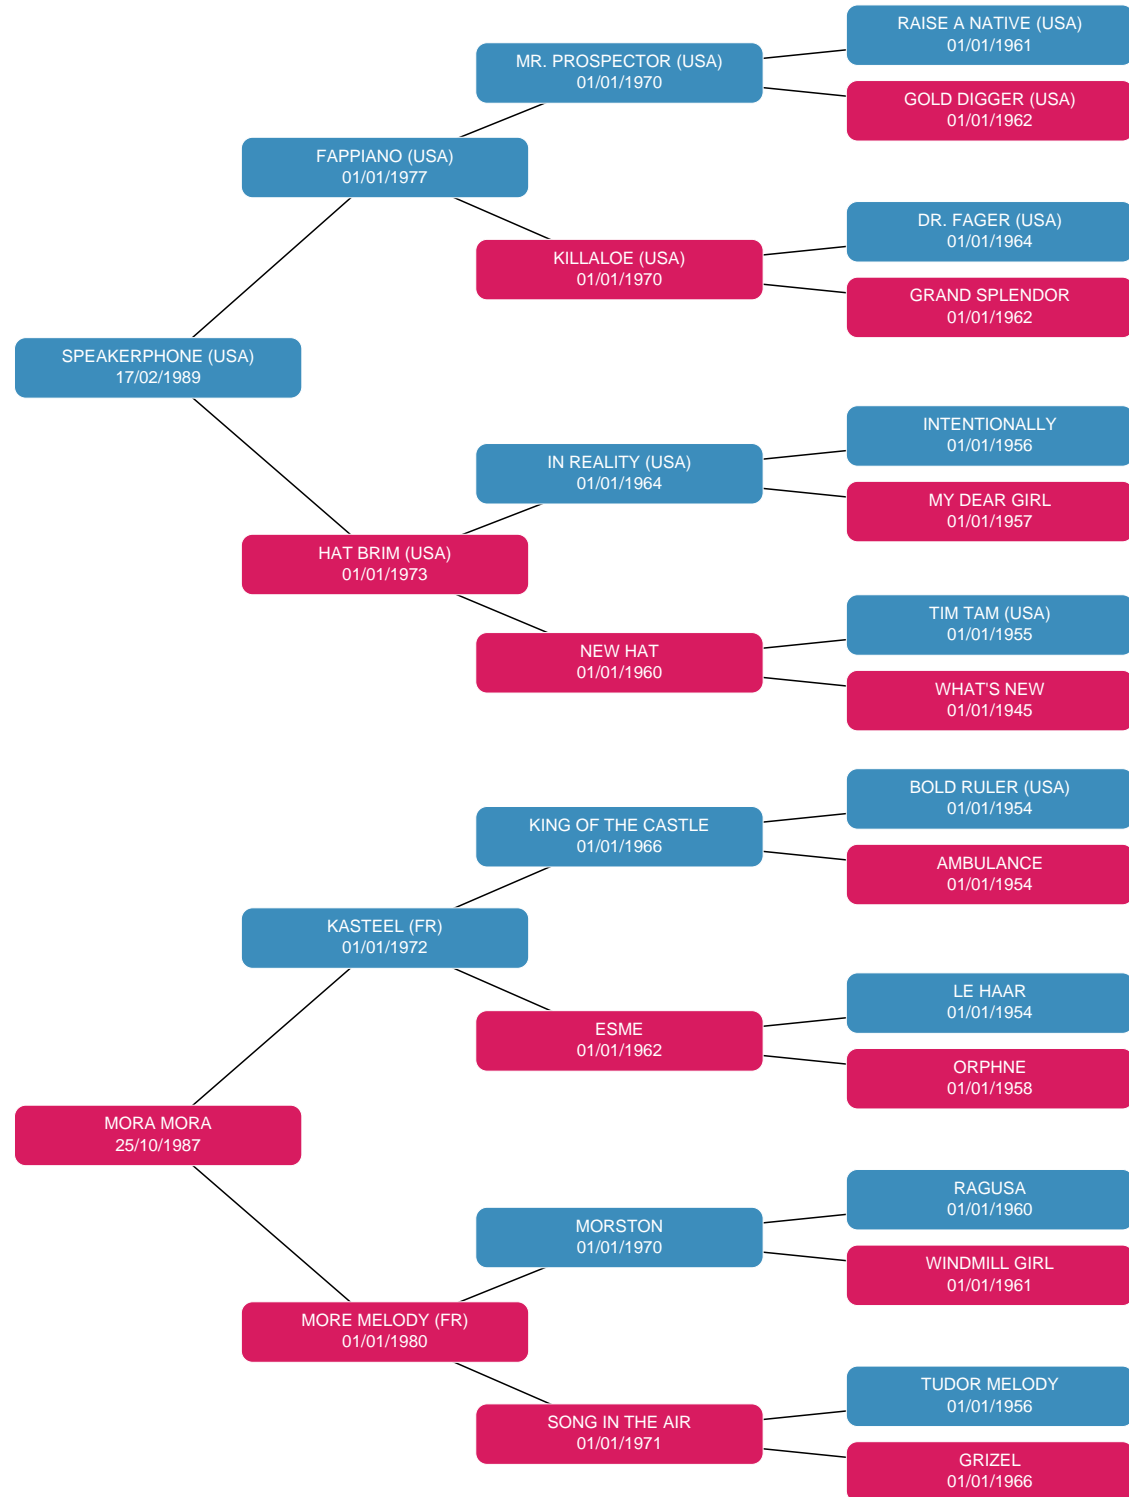 RAISE A NATIVE (USA)
01/01/1961
MR. PROSPECTOR (USA)
01/01/1970
GOLD DIGGER (USA)
01/01/1962
FAPPIANO (USA)
01/01/1977
DR. FAGER (USA)
01/01/1964
KILLALOE (USA)
01/01/1970
GRAND SPLENDOR
01/01/1962
SPEAKERPHONE (USA)
17/02/1989
INTENTIONALLY
01/01/1956
IN REALITY (USA)
01/01/1964
MY DEAR GIRL
01/01/1957
HAT BRIM (USA)
01/01/1973
TIM TAM (USA)
01/01/1955
NEW HAT
01/01/1960
WHAT'S NEW
01/01/1945
BOLD RULER (USA)
01/01/1954
KING OF THE CASTLE
01/01/1966
AMBULANCE
01/01/1954
KASTEEL (FR)
01/01/1972
LE HAAR
01/01/1954
ESME
01/01/1962
ORPHNE
01/01/1958
MORA MORA
25/10/1987
RAGUSA
01/01/1960
MORSTON
01/01/1970
WINDMILL GIRL
01/01/1961
MORE MELODY (FR)
01/01/1980
TUDOR MELODY
01/01/1956
SONG IN THE AIR
01/01/1971
GRIZEL
01/01/1966